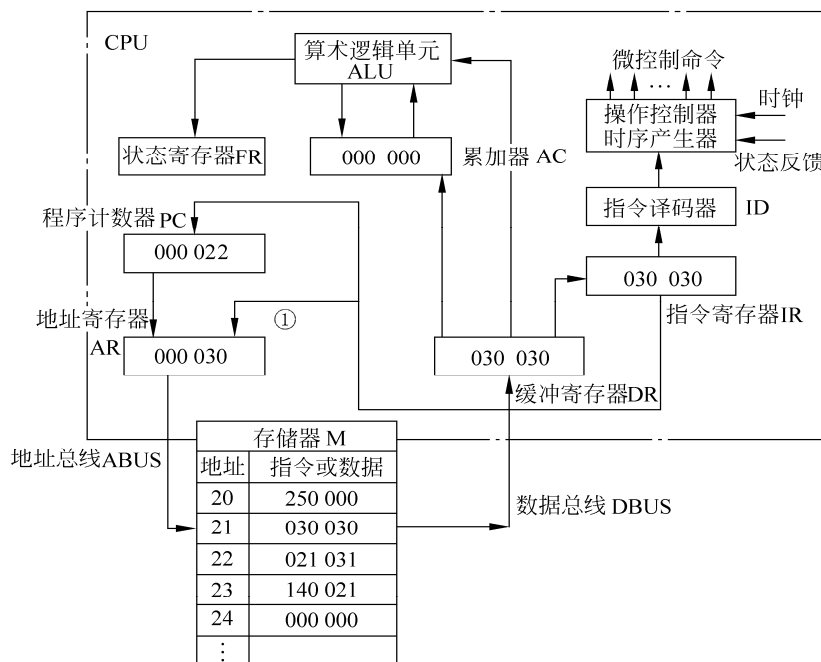 CPU
算术逻辑单元
ALU
微控制命令
…
操作控制器
时序产生器
时钟
状态反馈
状态寄存器FR
000 000
累加器 AC
指令译码器
ID
程序计数器PC
000 022
030 030
指令寄存器IR
地址寄存器
AR
①
000 030
030 030
缓冲寄存器DR
地址总线ABUS
数据总线 DBUS
存储器 M
地址 指令或数据
20 250 000
21 030 030
22 021 031
23 140 021
24 000 000
⋮